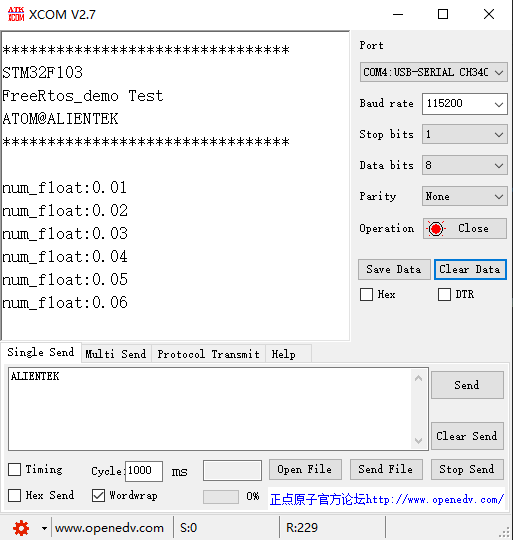 ATK
XCOM
XCOM V2.7
********************************
STM32F103
FreeRtos_demo Test
ATOM@ALIENTEK
********************************
num_float:0.01
num_float:0.02
num_float:0.03
num_float:0.04
num_float:0.05
num_float:0.06
Port
COM4:USB-SERIAL CH340
Baud rate 115200
Stop bits 1
Data bits 8
Parity None
Operation Close
Save Data Clear Data
Hex DTR
Single Send Multi Send Protocol Transmit Help
ALIENTEK
Send
Clear Send
Timing Cycle: 1000 ms Open File Send File Stop Send
Hex Send Wordwrap 0% 正点原子官方论坛http://www.openedv.com/
www.openedv.com S:0 R:229